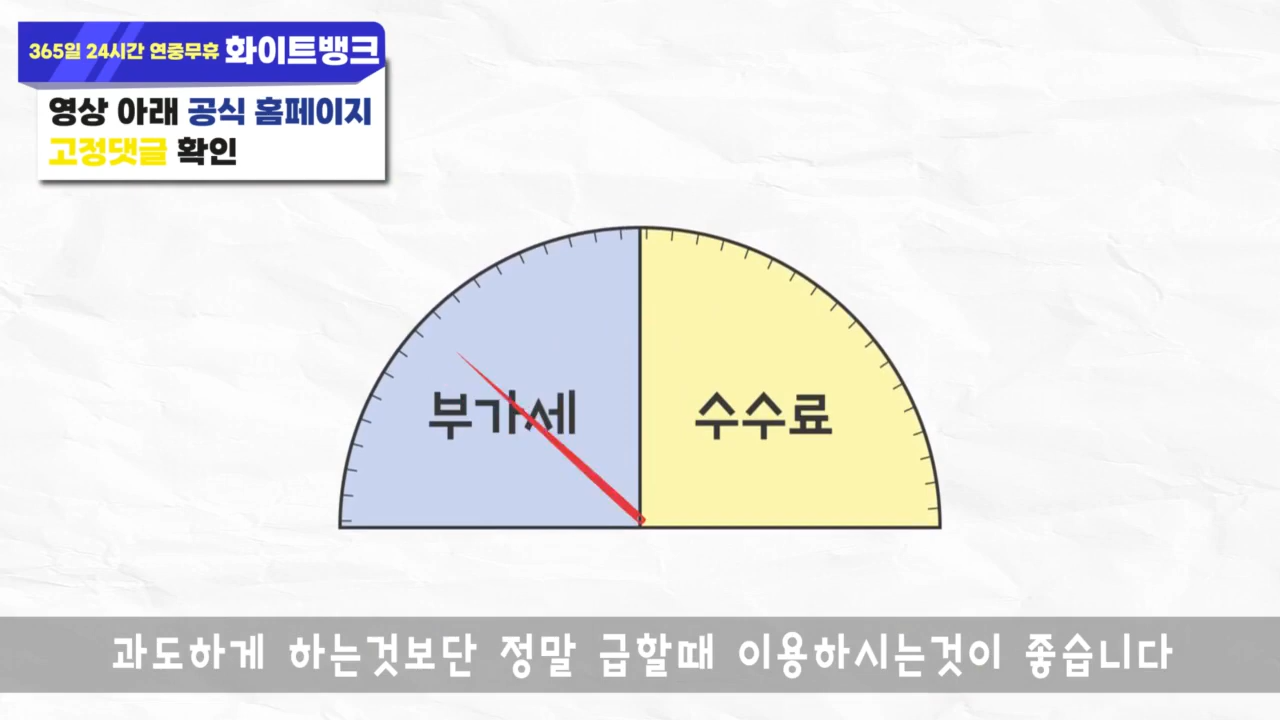 365일 24시간 연중무휴 화이트뱅크
영상 아래 공식 홈페이지
고정댓글 확인
부가세
수수료
과도하게 하는것보단 정말 급할때 이용하시는것이 좋습니다